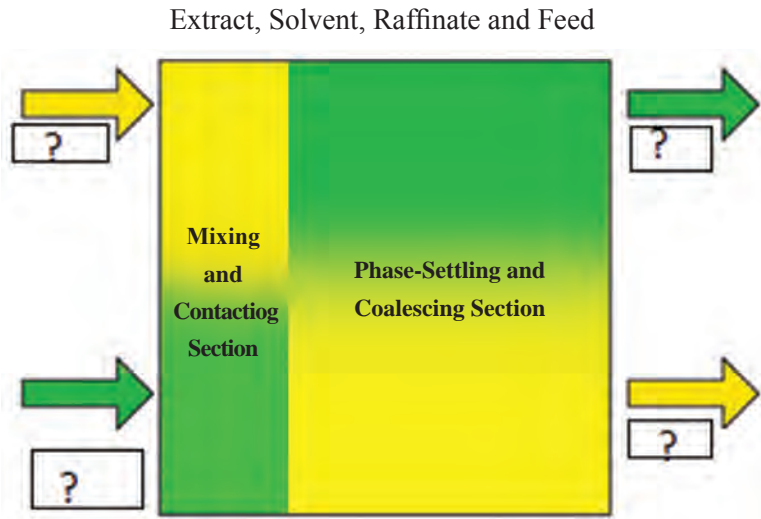 Extract, Solvent, Raffinate and Feed
?
?
Mixing
and
Contactiog
Section
Phase-Settling and
Coalescing Section
?
?